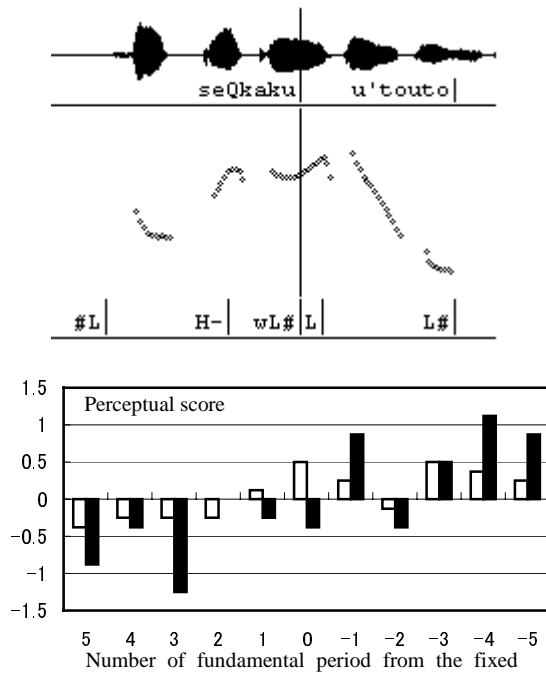 seQkaku u'touto
#L H- wL# L L#
1.5
Perceptual score
1
0.5
0
-0.5
-1
-1.5
5 4 3 2 1 0 -1 -2 -3 -4 -5
Number of fundamental period from the fixed